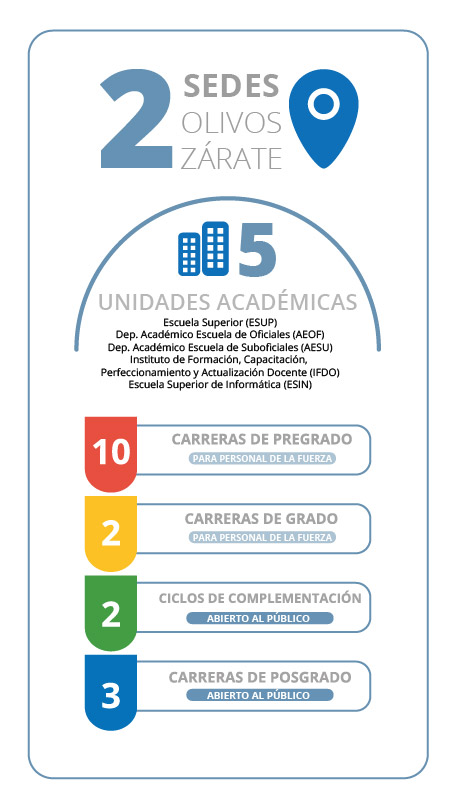 2
SEDES
OLIVOS
ZÁRATE
5
UNIDADES ACADÉMICAS
Escuela Superior (ESUP)
Dep. Académico Escuela de Oficiales (AEOF)
Dep. Académico Escuela de Suboficiales (AESU)
Instituto de Formación, Capacitación,
Perfeccionamiento y Actualización Docente (IFDO)
Escuela Superior de Informática (ESIN)
10
CARRERAS DE PREGRADO
PARA PERSONAL DE LA FUERZA
2
CARRERAS DE GRADO
PARA PERSONAL DE LA FUERZA
2
CICLOS DE COMPLEMENTACIÓN
ABIERTO AL PÚBLICO
3
CARRERAS DE POSGRADO
ABIERTO AL PÚBLICO